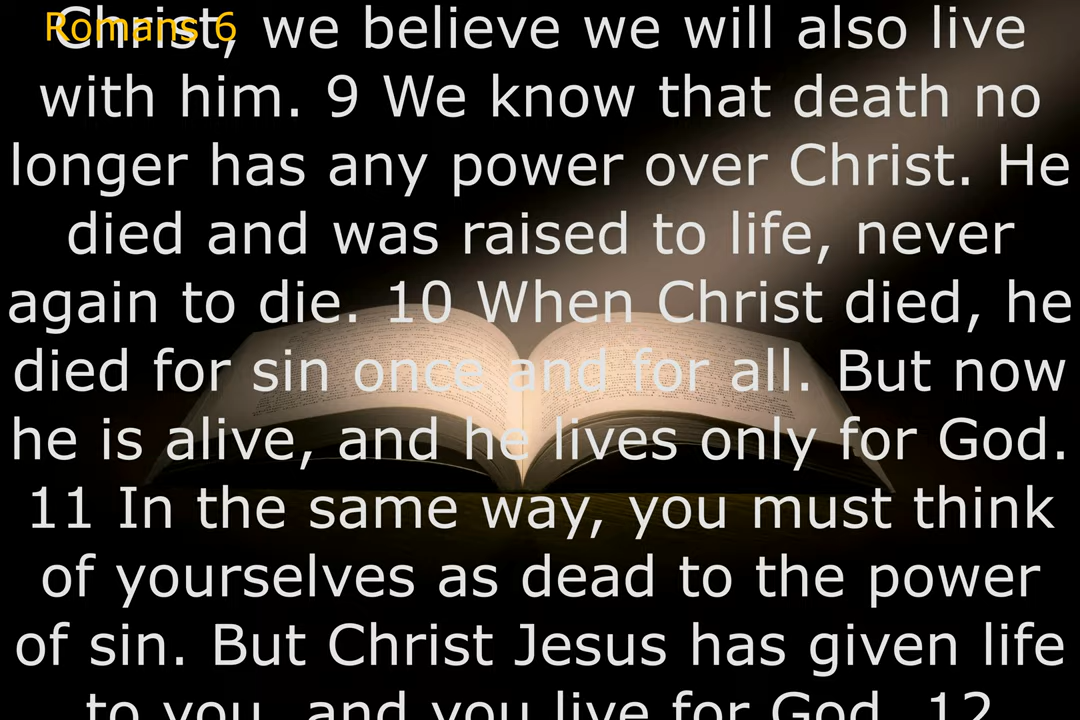 Romans 6
Christ, we believe we will also live
with him. 9 We know that death no
longer has any power over Christ. He
died and was raised to life, never
again to die. 10 When Christ died, he
died for sin once and for all. But now
he is alive, and he lives only for God.
11 In the same way, you must think
of yourselves as dead to the power
of sin. But Christ Jesus has given life
to you, and you live for God. 12